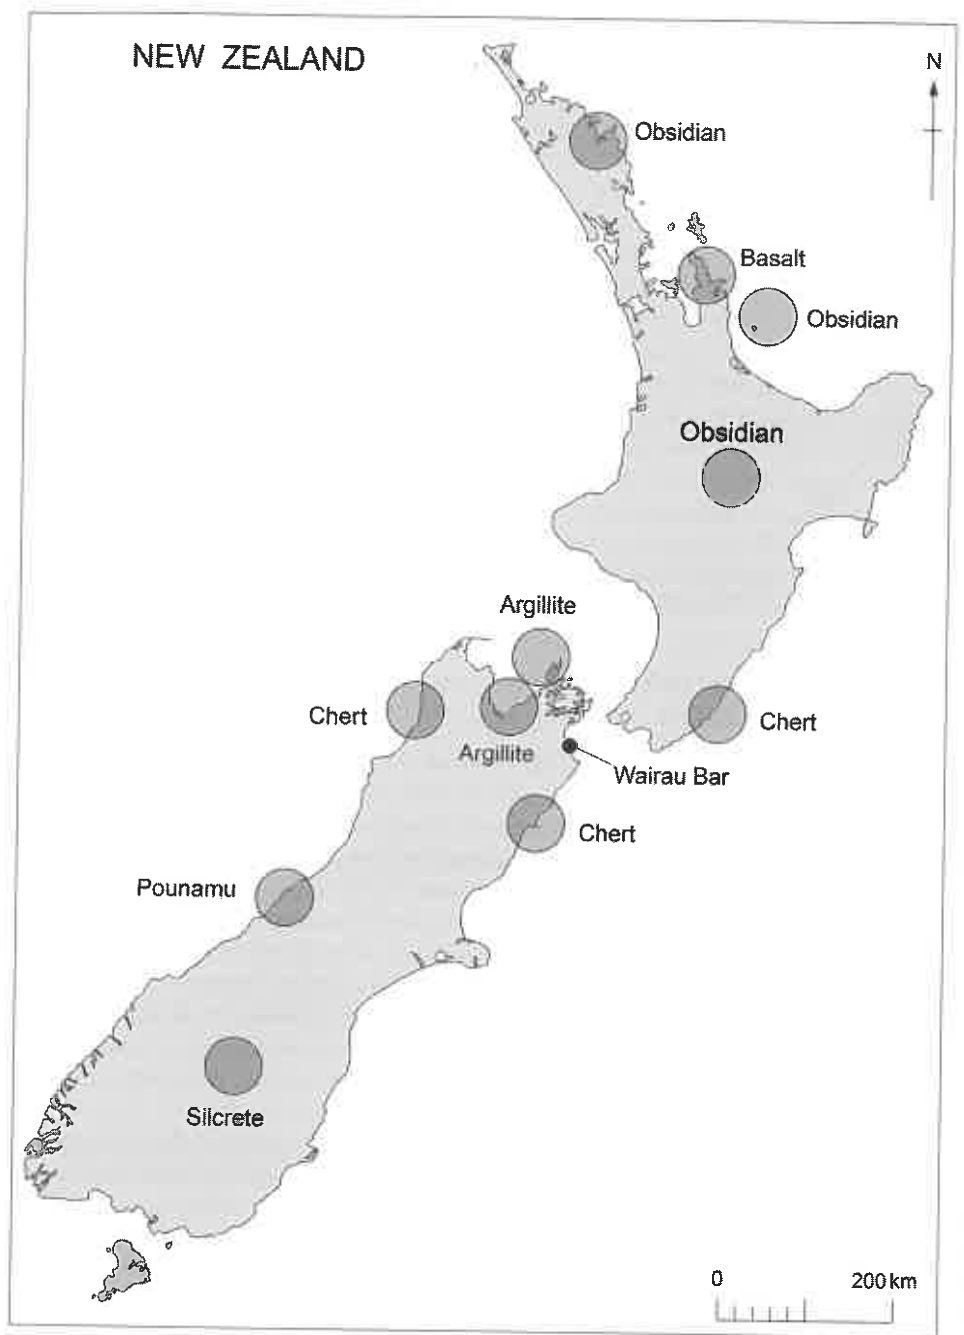 NEW ZEALAND
N
Obsidian
Basalt
Obsidian
Obsidian
Argillite
Chert
Argillite
Chert
Wairau Bar
Chert
Pounamu
Silcrete
0
200 km